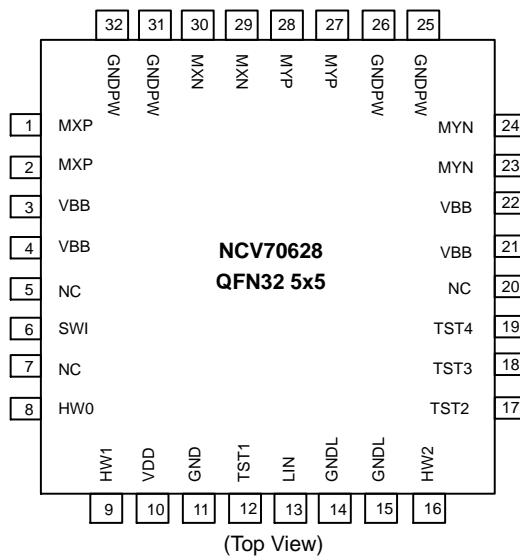 32 31 30 29 28 27 26 25
GNDPW GNDPW MXN MXN MYP MYP GNDPW GNDPW
1 MXP MYN 24
2 MXP MYN 23
3 VBB VBB 22
4 VBB VBB 21
NCV70628
QFN32 5x5
5 NC NC 20
6 SWI TST4 19
7 NC TST3 18
8 HW0 TST2 17
HW1 VDD GND TST1 LIN GNDL GNDL HW2
9 10 11 12 13 14 15 16
(Top View)